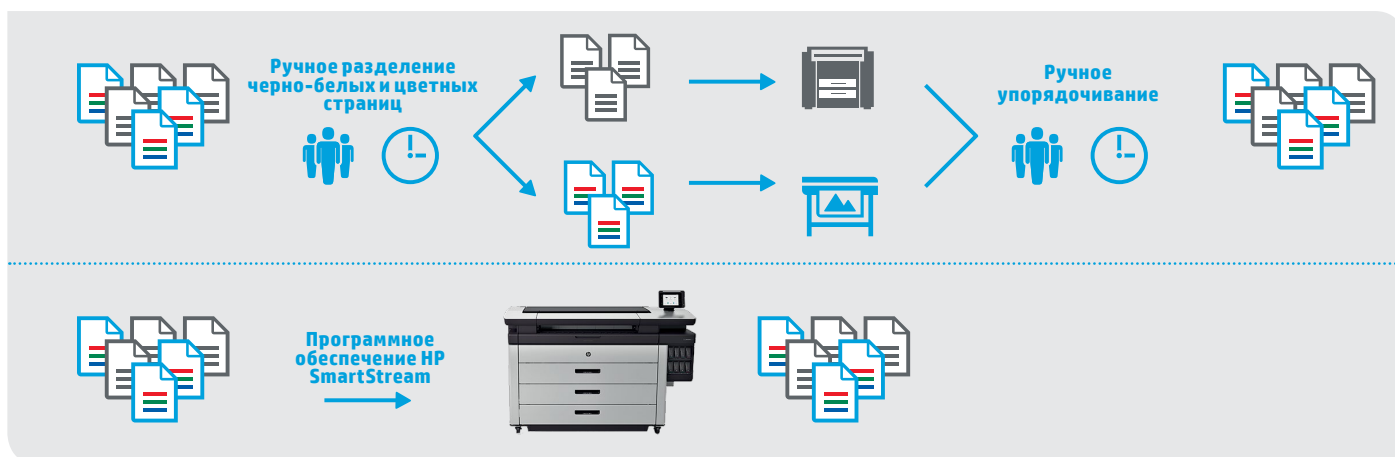 Ручное разделение
черно-белых и цветных
страниц
Ручное
упорядочивание
Программное
обеспечение HP
SmartStream